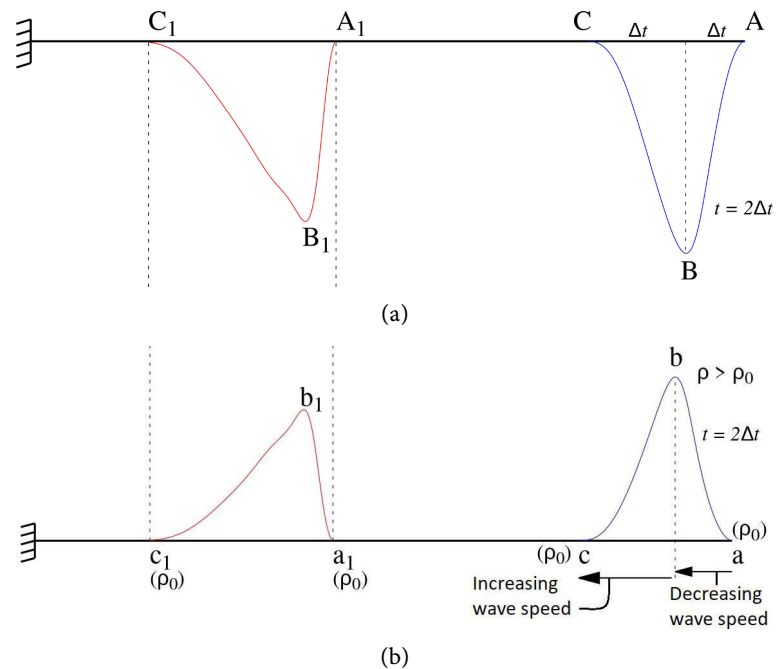 C₁ A₁ C Δt Δt A
t = 2Δt
B₁ B
(a)
b
b₁ ρ > ρ₀
t = 2Δt
(ρ₀)
c₁ a₁ (ρ₀) c a
(ρ₀) (ρ₀)
Increasing Decreasing
wave speed wave speed
(b)